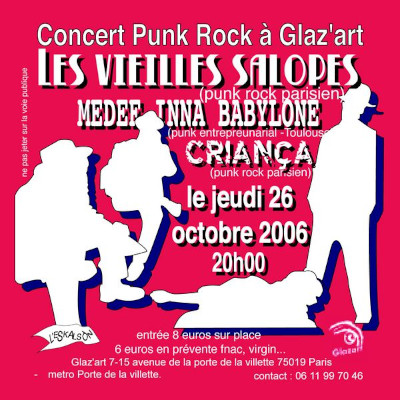 Concert Punk Rock à Glaz'art
LES VIEILLES SALOPES
(punk rock parisien)
MEDEE INNA BABYLONE
(punk entrepreunarial -Toulouse
CRIANÇA
(punk rock parisien)
le jeudi 26
octobre 2006
20h00
ne pas jeter sur la voie publique
L'ESKALSON
Glazart
entrée 8 euros sur place
6 euros en prévente fnac, virgin...
Glaz'art 7-15 avenue de la porte de la villette 75019 Paris
- metro Porte de la villette.
contact : 06 11 99 70 46